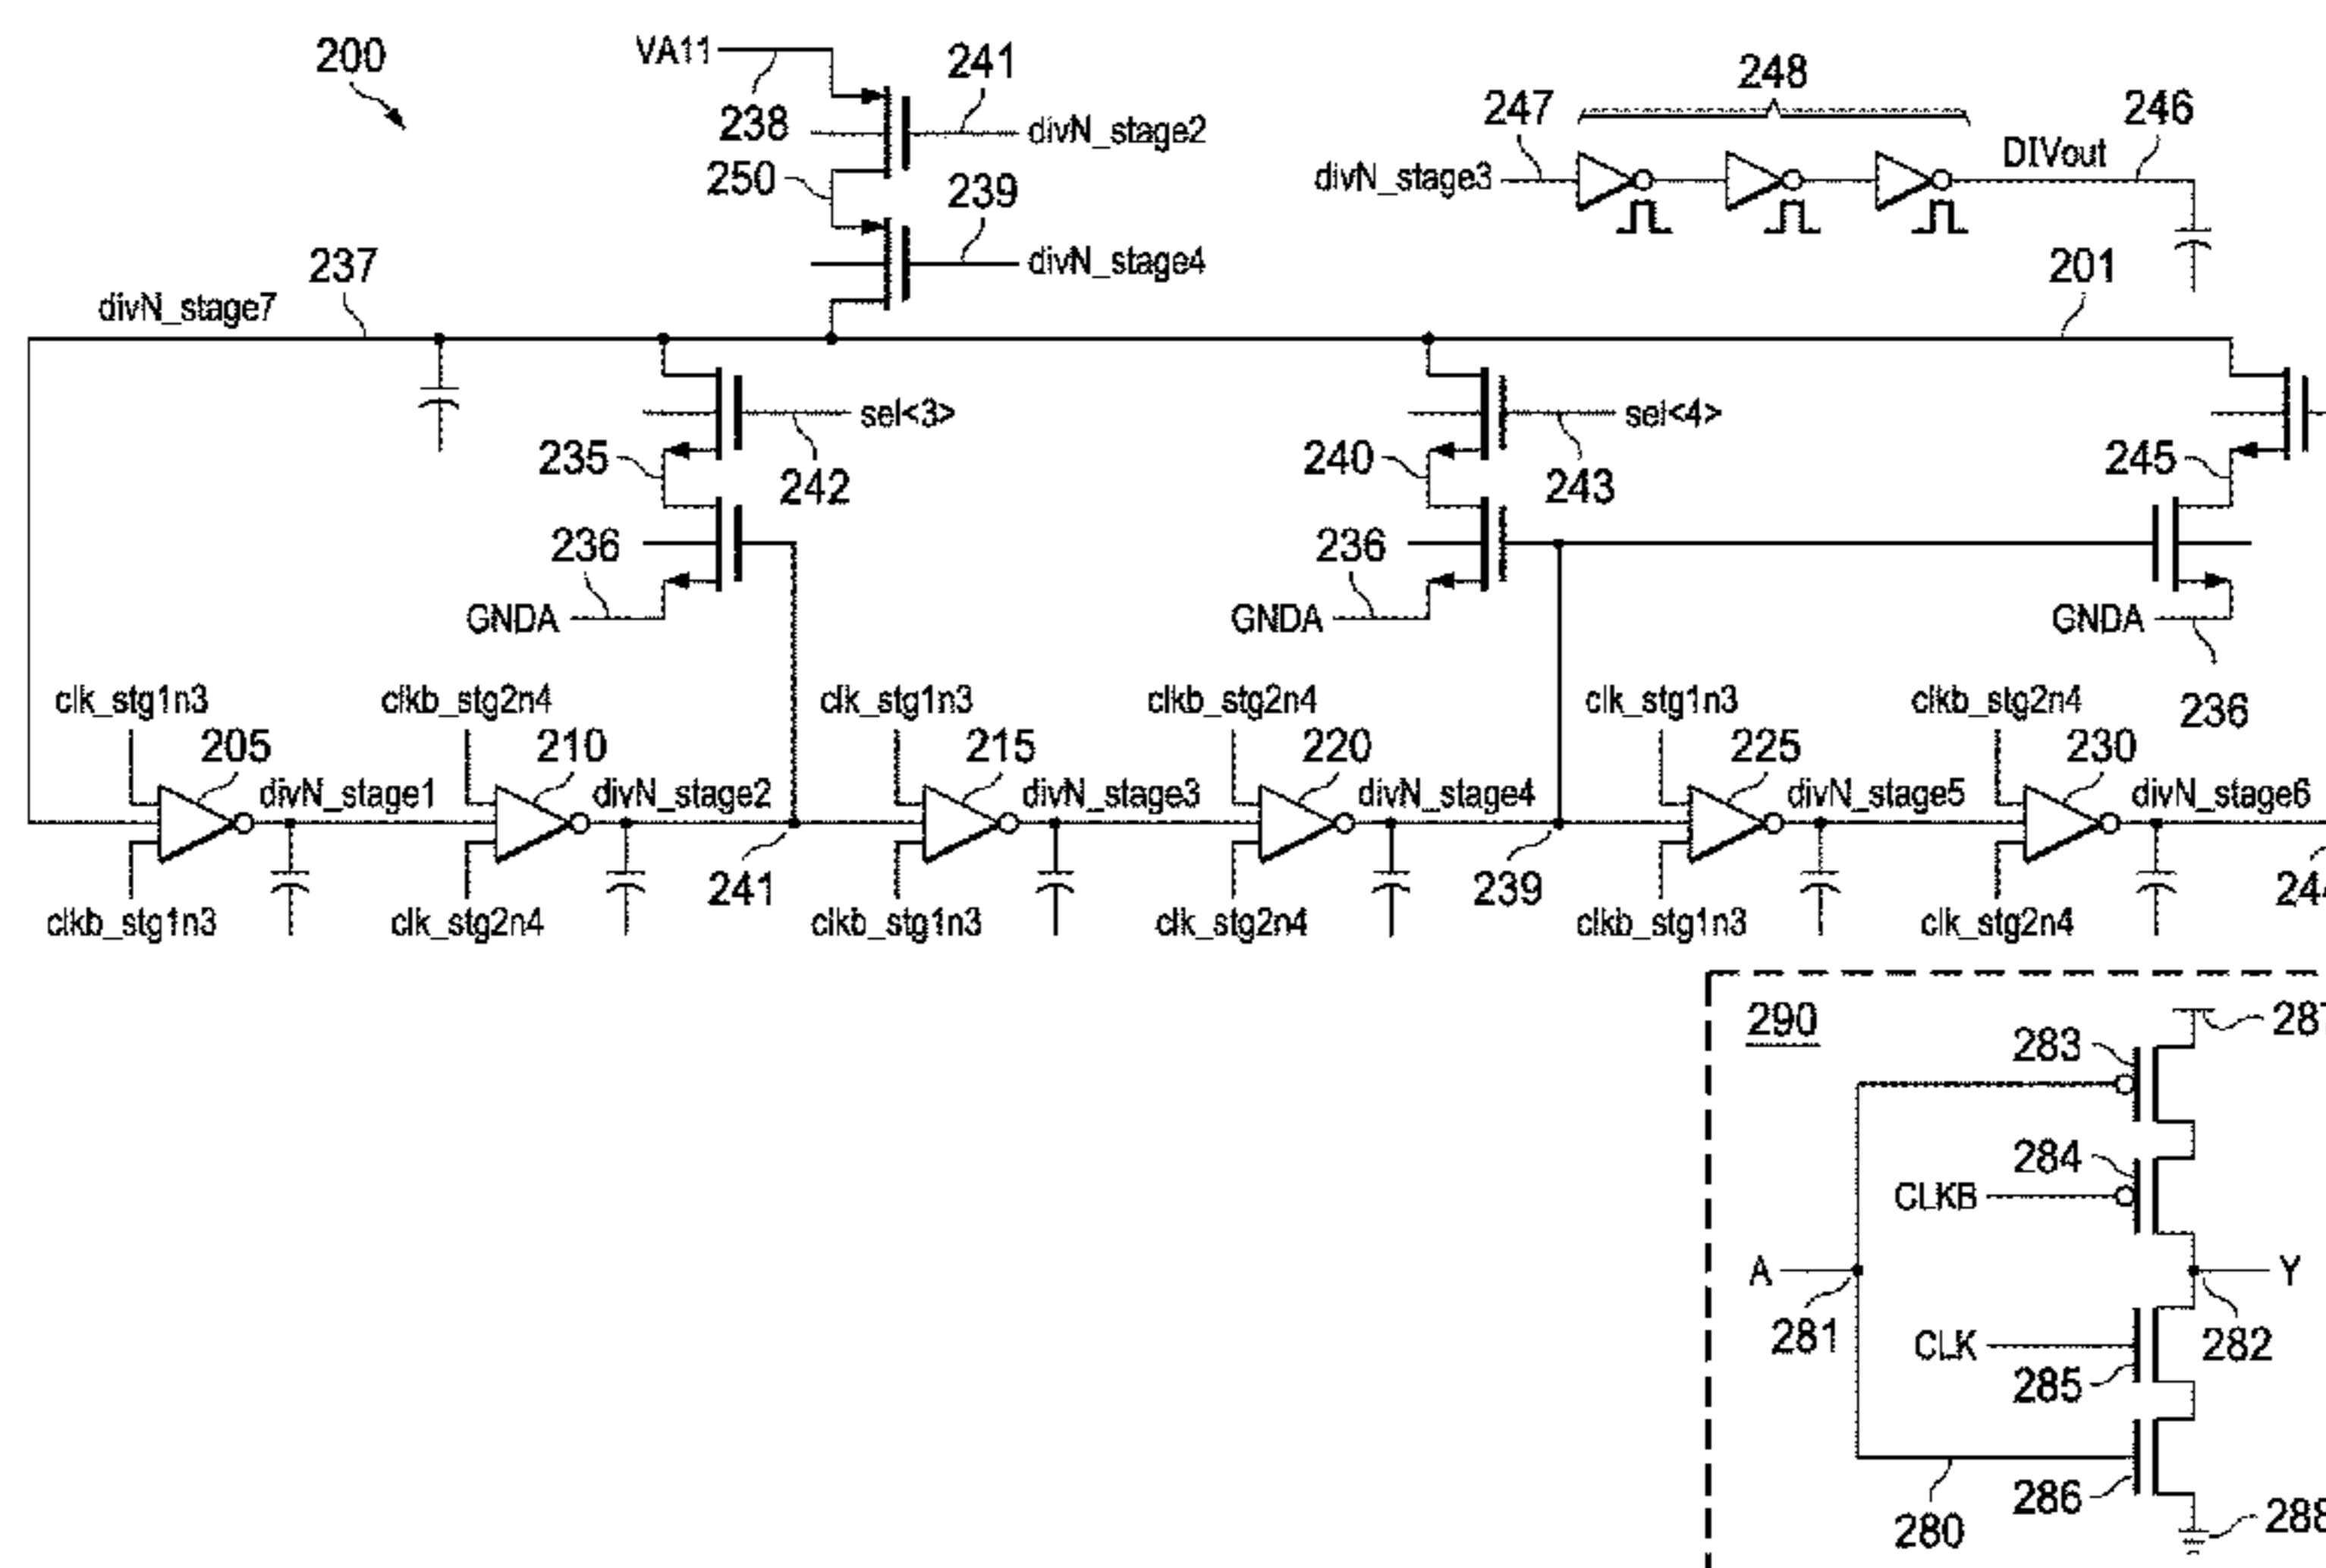 200
VA11
238
241
divN_stage2
250
239
divN_stage4
248
247
246
divN_stage3
DIVout
237
divN_stage7
201
sel<3>
235
242
236
GNDA
sel<4>
240
243
236
GNDA
245
GNDA
236
clk_stg1n3
clkb_stg2n4
clk_stg1n3
clkb_stg2n4
clk_stg1n3
clkb_stg2n4
205
210
215
220
225
230
divN_stage1
divN_stage2
divN_stage3
divN_stage4
divN_stage5
divN_stage6
241
239
clkb_stg1n3
clk_stg2n4
clkb_stg1n3
clk_stg2n4
clkb_stg1n3
clk_stg2n4
290
283
284
CLKB
A
Y
281
282
CLK
285
286
280